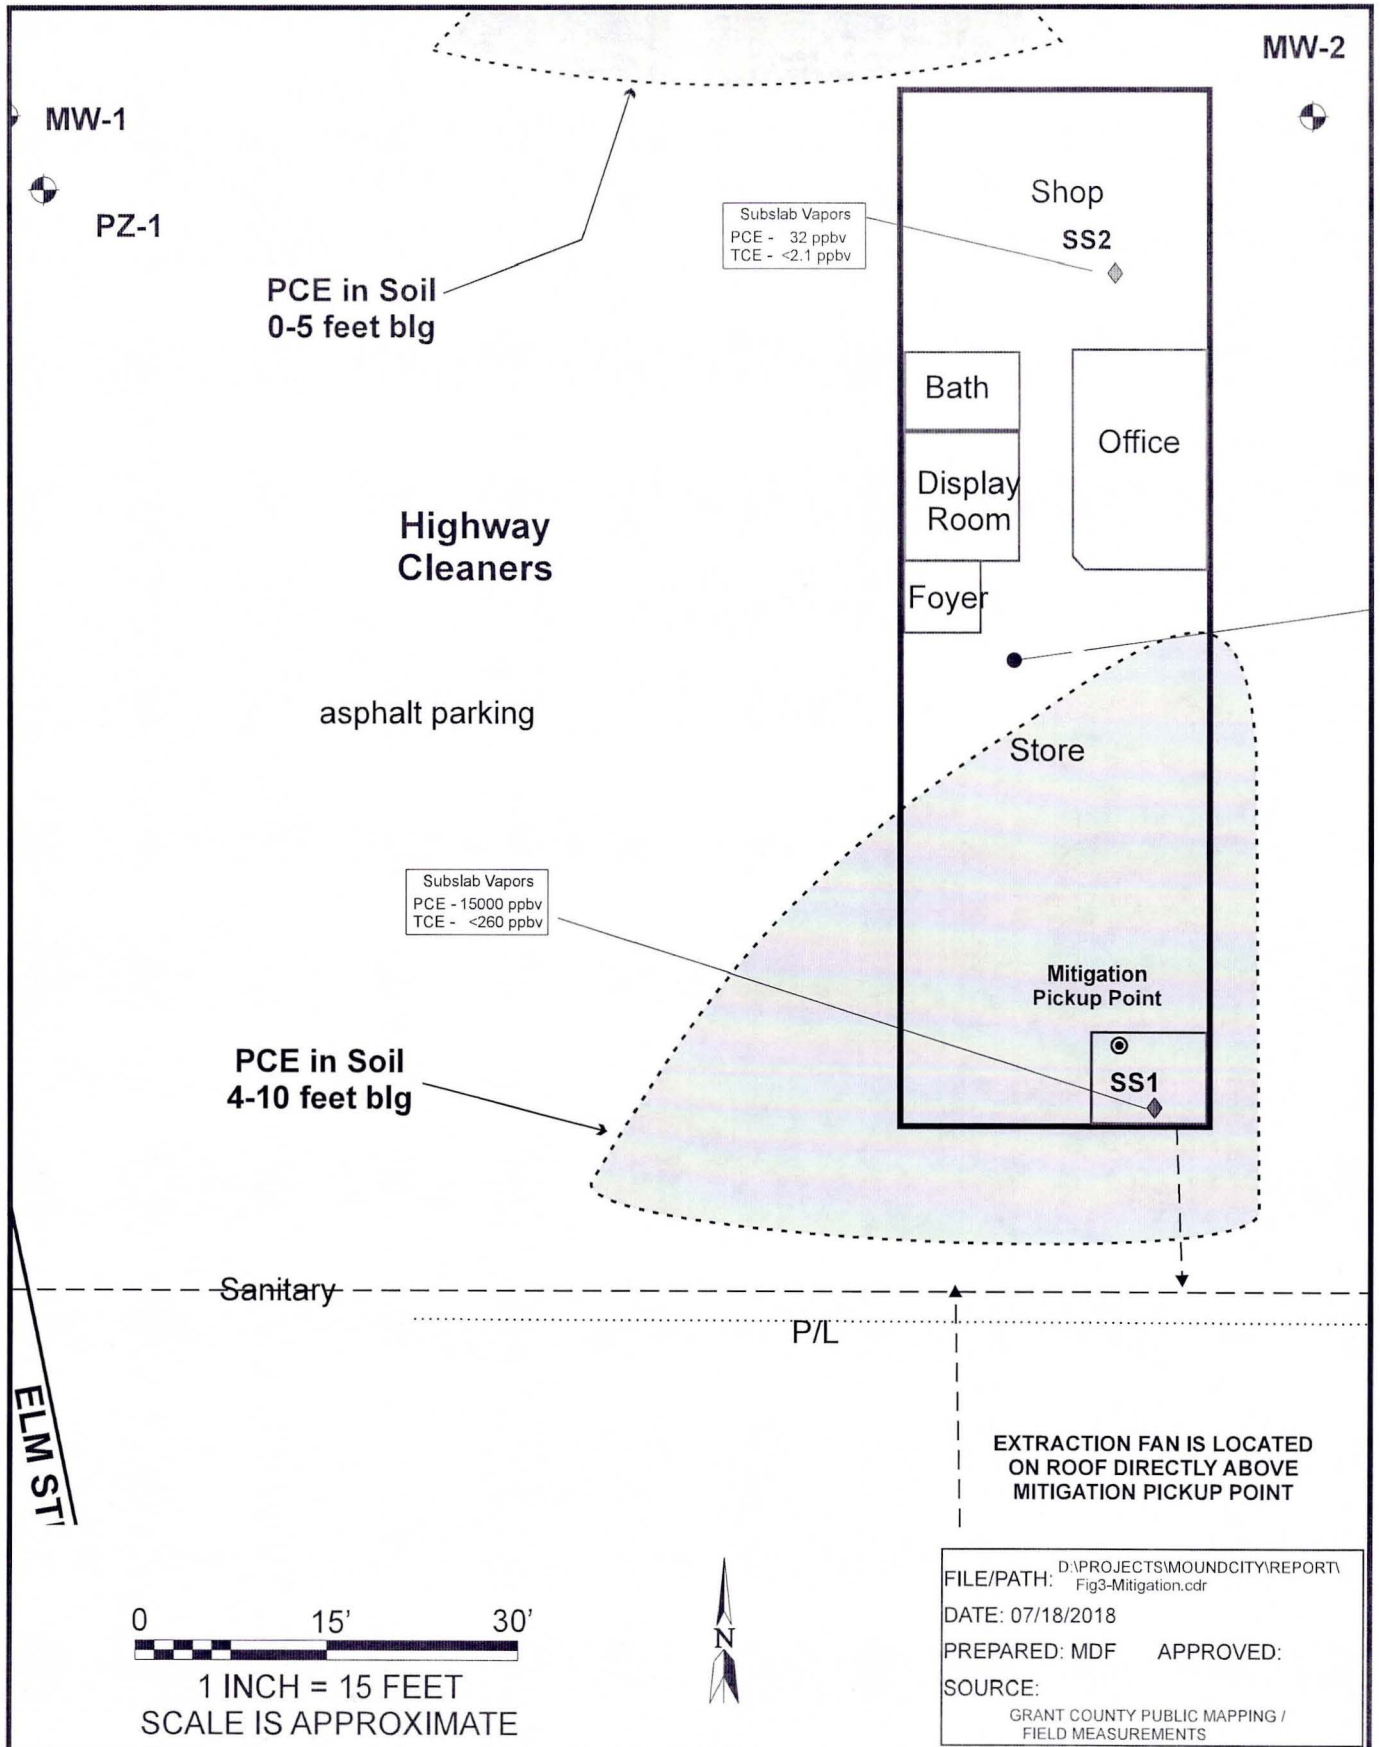 MW-2
MW-1
PZ-1
Shop
SS2
Subslab Vapors
PCE - 32 ppbv
TCE - <2.1 ppbv
PCE in Soil
0-5 feet blg
Bath
Office
Display
Room
Highway
Cleaners
Foyer
asphalt parking
Store
Subslab Vapors
PCE - 15000 ppbv
TCE - <260 ppbv
Mitigation
Pickup Point
PCE in Soil
4-10 feet blg
SS1
Sanitary
P/L
ELM ST
EXTRACTION FAN IS LOCATED
ON ROOF DIRECTLY ABOVE
MITIGATION PICKUP POINT
0 15' 30'
1 INCH = 15 FEET
SCALE IS APPROXIMATE
N
FILE/PATH: D:\PROJECTS\MOUNDCITY\REPORT\
Fig3-Mitigation.cdr
DATE: 07/18/2018
PREPARED: MDF APPROVED:
SOURCE:
GRANT COUNTY PUBLIC MAPPING /
FIELD MEASUREMENTS